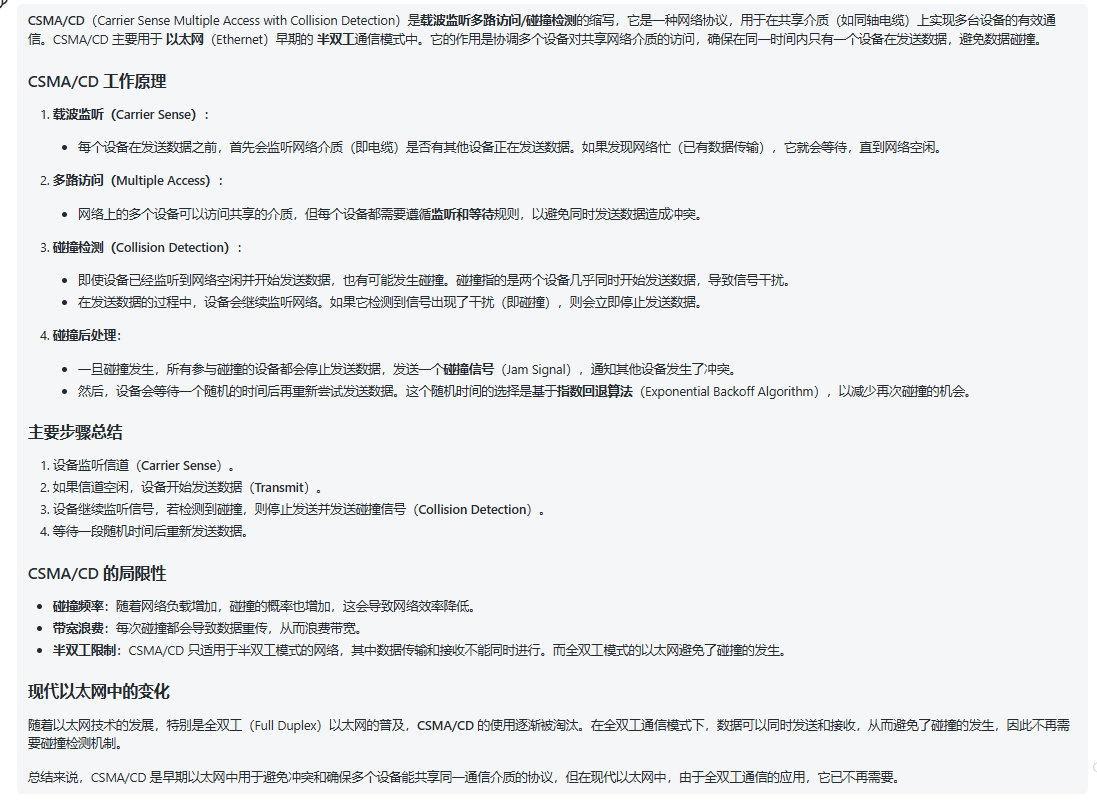 CSMA/CD（Carrier Sense Multiple Access with Collision Detection）是载波监听多路访问/碰撞检测的缩写，它是一种网络协议，用于在共享介质（如同轴电缆）上实现多台设备的有效通
信。CSMA/CD 主要用于 以太网（Ethernet）早期的 半双工通信模式中。它的作用是协调多个设备对共享网络介质的访问，确保在同一时间内只有一个设备在发送数据，避免数据碰撞。
CSMA/CD 工作原理
1. 载波监听（Carrier Sense）：
• 每个设备在发送数据之前，首先会监听网络介质（即电缆）是否有其他设备正在发送数据。如果发现网络忙（已有数据传输），它就会等待，直到网络空闲。
2. 多路访问（Multiple Access）：
• 网络上的多个设备可以访问共享的介质，但每个设备都需要遵循监听和等待规则，以避免同时发送数据造成冲突。
3. 碰撞检测（Collision Detection）：
• 即使设备已经监听到网络空闲并开始发送数据，也有可能发生碰撞。碰撞指的是两个设备几乎同时开始发送数据，导致信号干扰。
• 在发送数据的过程中，设备会继续监听网络。如果它检测到信号出现了干扰（即碰撞），则会立即停止发送数据。
4. 碰撞后处理：
• 一旦碰撞发生，所有参与碰撞的设备都会停止发送数据，发送一个碰撞信号（Jam Signal），通知其他设备发生了冲突。
• 然后，设备会等待一个随机的时间后再重新尝试发送数据。这个随机时间的选择是基于指数回退算法（Exponential Backoff Algorithm），以减少再次碰撞的机会。
主要步骤总结
1. 设备监听信道（Carrier Sense）。
2. 如果信道空闲，设备开始发送数据（Transmit）。
3. 设备继续监听信号，若检测到碰撞，则停止发送并发送碰撞信号（Collision Detection）。
4. 等待一段随机时间后重新发送数据。
CSMA/CD 的局限性
• 碰撞频率：随着网络负载增加，碰撞的概率也增加，这会导致网络效率降低。
• 带宽浪费：每次碰撞都会导致数据重传，从而浪费带宽。
• 半双工限制：CSMA/CD 只适用于半双工模式的网络，其中数据传输和接收不能同时进行。而全双工模式的以太网避免了碰撞的发生。
现代以太网中的变化
随着以太网技术的发展，特别是全双工（Full Duplex）以太网的普及，CSMA/CD 的使用逐渐被淘汰。在全双工通信模式下，数据可以同时发送和接收，从而避免了碰撞的发生，因此不再需
要碰撞检测机制。
总结来说，CSMA/CD 是早期以太网中用于避免冲突和确保多个设备能共享同一通信介质的协议，但在现代以太网中，由于全双工通信的应用，它已不再需要。